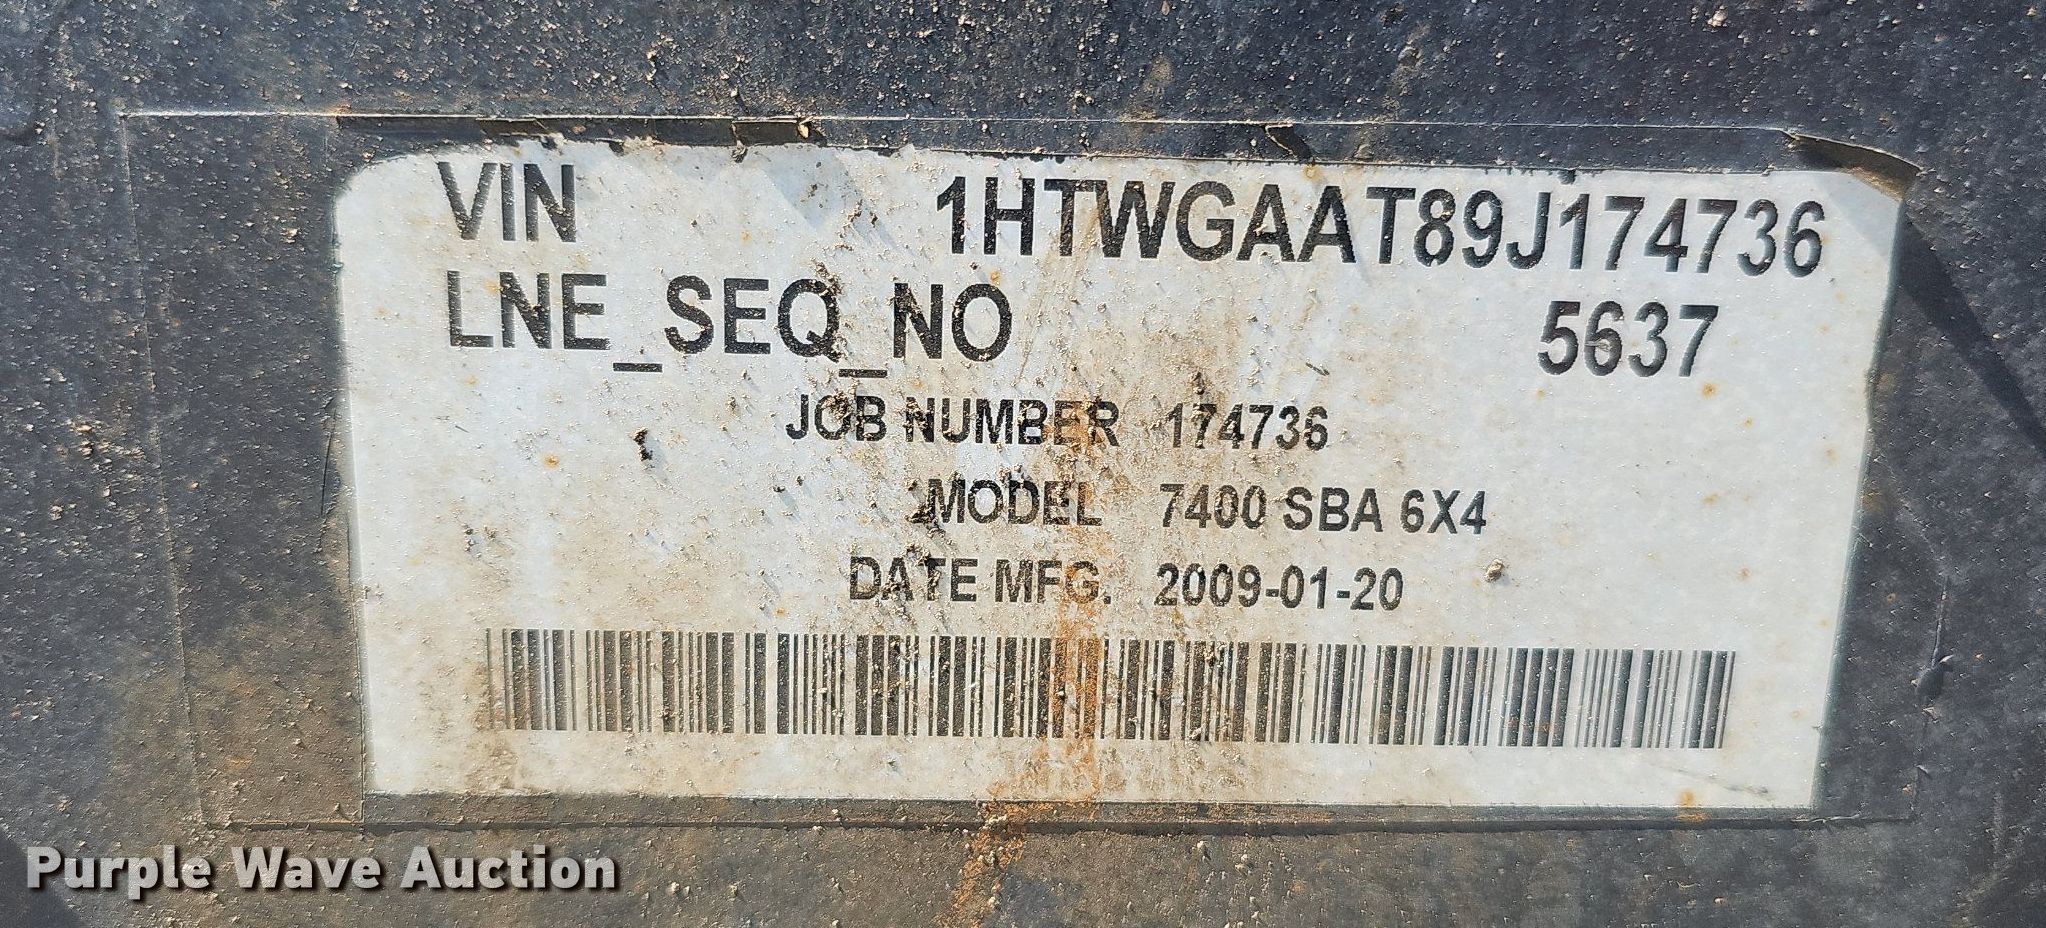 VIN 1HTWGAAT89J174736
LNE_SEQ_NO 5637
JOB NUMBER 174736
MODEL 7400 SBA 6X4
DATE MFG. 2009-01-20
Purple Wave Auction